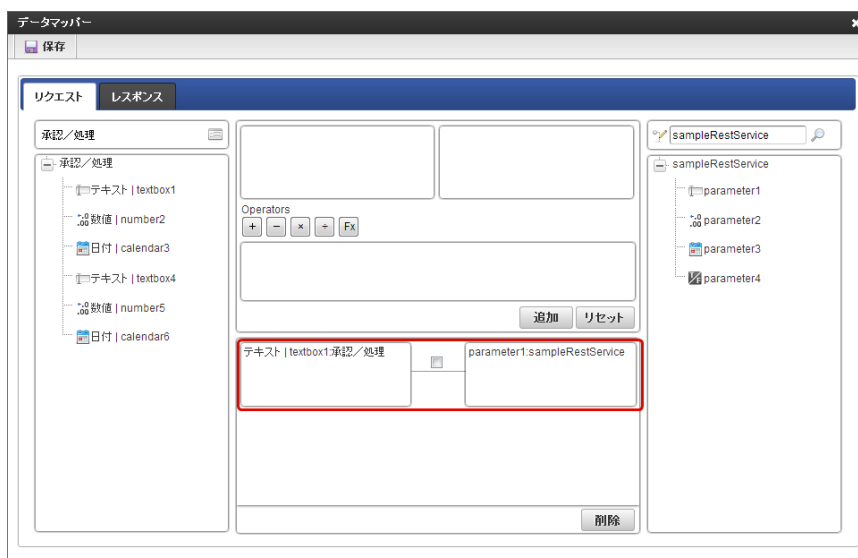 データマッパー
保存
リクエスト
レスポンス
承認／処理
承認／処理
テキスト | textbox1
数値 | number2
日付 | calendar3
テキスト | textbox4
数値 | number5
日付 | calendar6
Operators
+ − × ÷ Fx
追加
リセット
テキスト | textbox1:承認／処理
parameter1:sampleRestService
削除
sampleRestService
sampleRestService
parameter1
parameter2
parameter3
parameter4